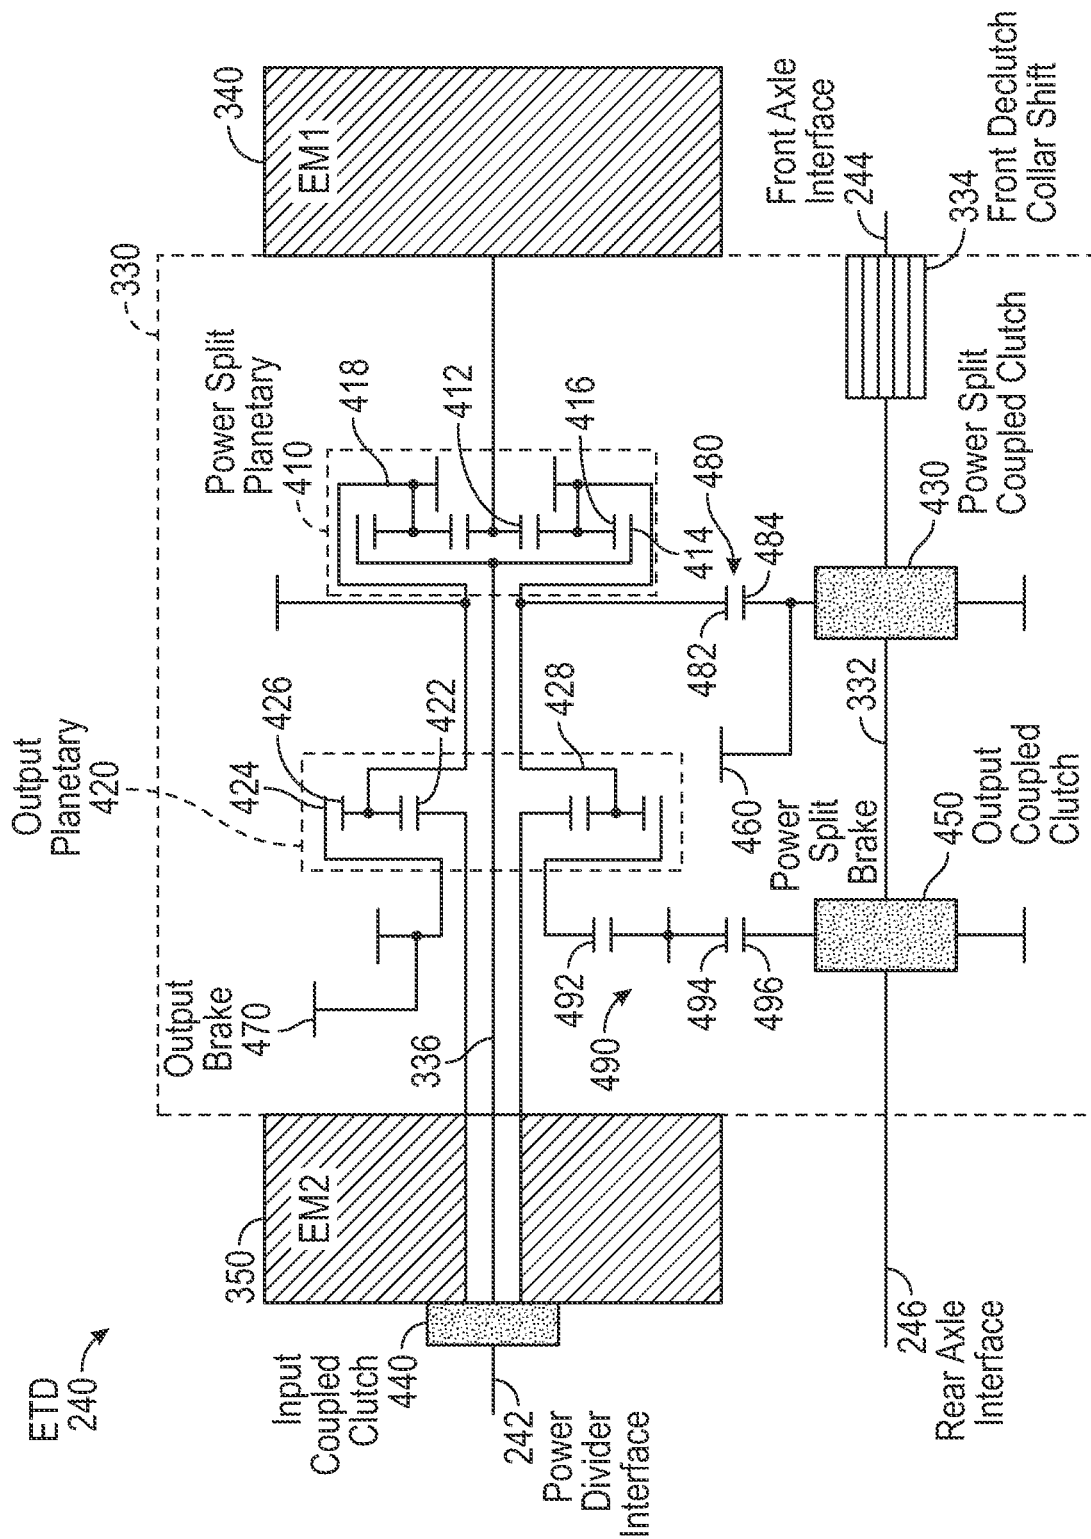 ETD
240
350
EM2
Input
Coupled
Clutch
440
242
Power
Divider
Interface
330
340
EM1
Output
Planetary
420
Power Split
Planetary
410
418
412
416
414
480
484
482
426
424
422
428
Output
Brake
470
336
492
490
494
496
460
Power
Split
Brake
332
450
Output
Coupled
Clutch
430
Power Split
Coupled Clutch
Front Axle
Interface
244
334
Front Declutch
Collar Shift
246
Rear Axle
Interface